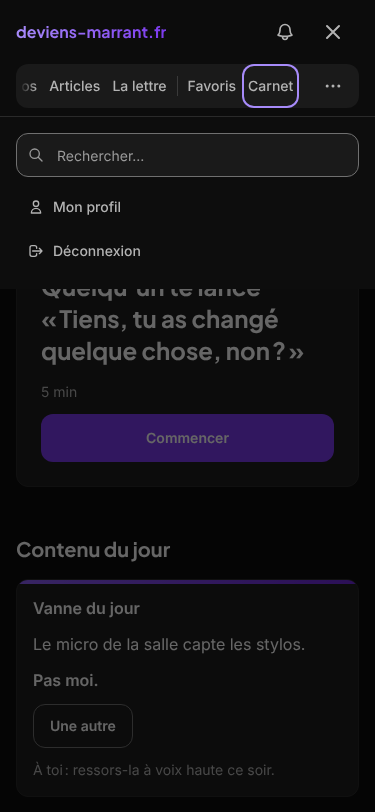 deviens-marrant.fr
os Articles La lettre Favoris Carnet
Rechercher...
Mon profil
Déconnexion
Quelqu'un te lance
« Tiens, tu as changé
quelque chose, non ? »
5 min
Commencer
Contenu du jour
Vanne du jour
Le micro de la salle capte les stylos.
Pas moi.
Une autre
À toi : ressors-la à voix haute ce soir.